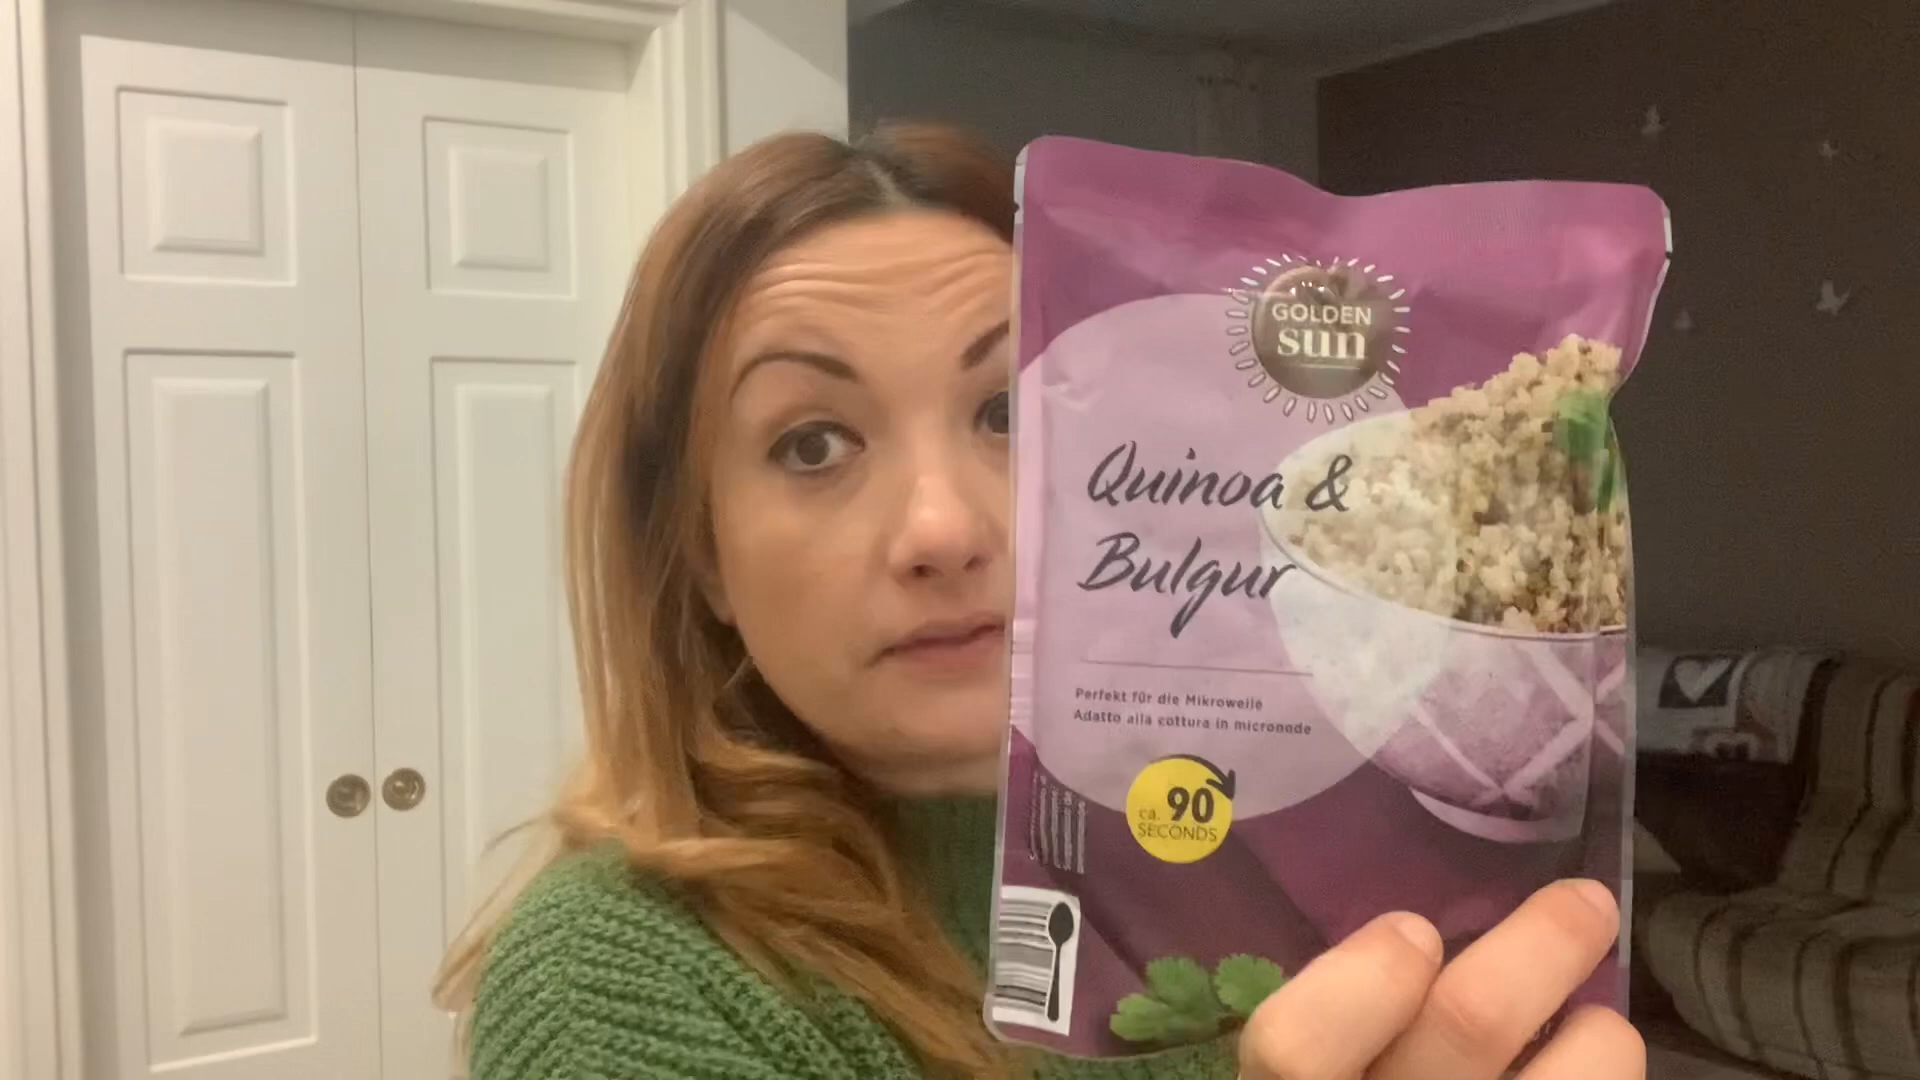 GOLDEN
sun
Quinoa &
Bulgur
Perfekt für die Mikrowelle
Adatto alla cottura in microonde
ca. 90
SECONDS